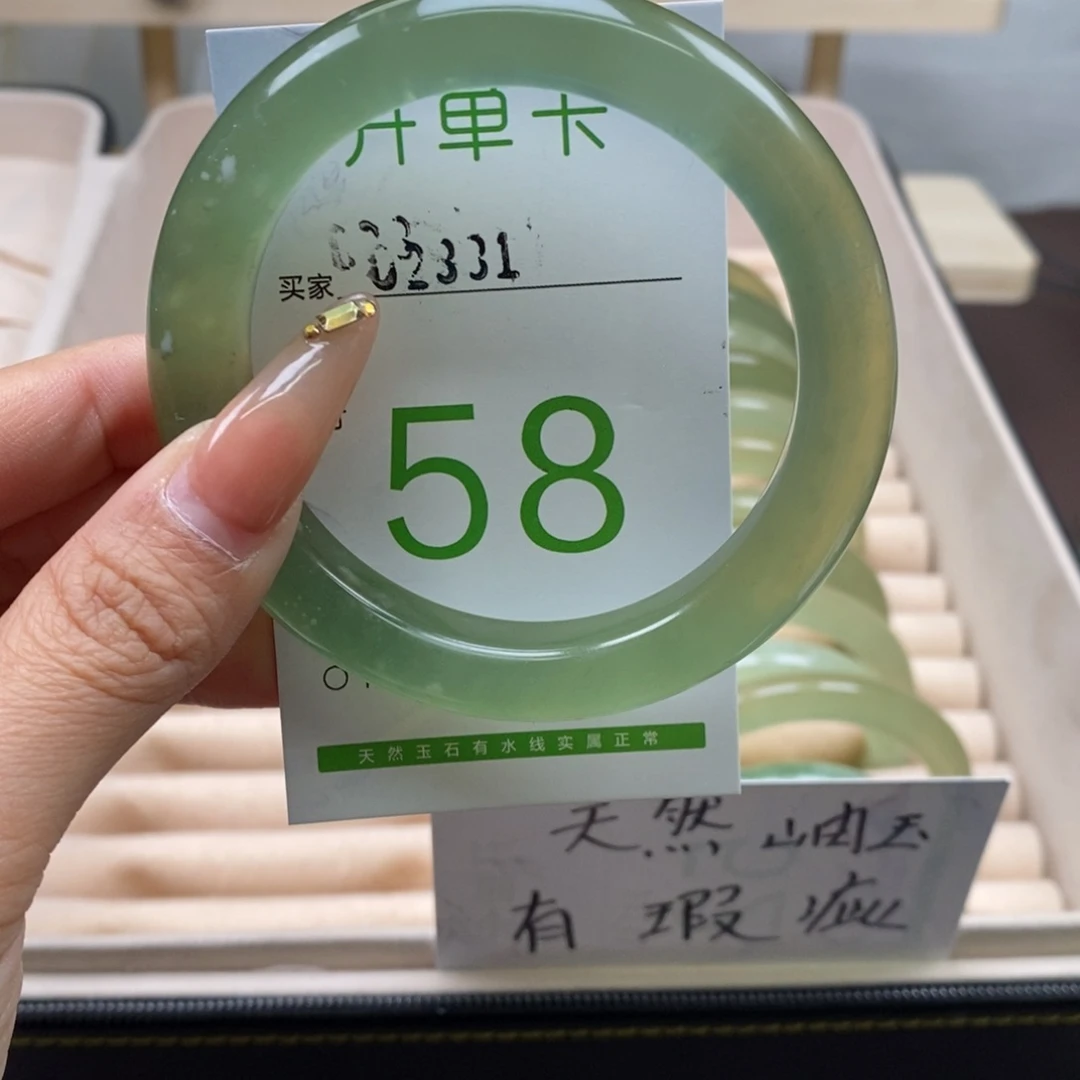 开单卡
买家 02331
58
天然玉石有水线实属正常
天然岫玉
有瑕疵